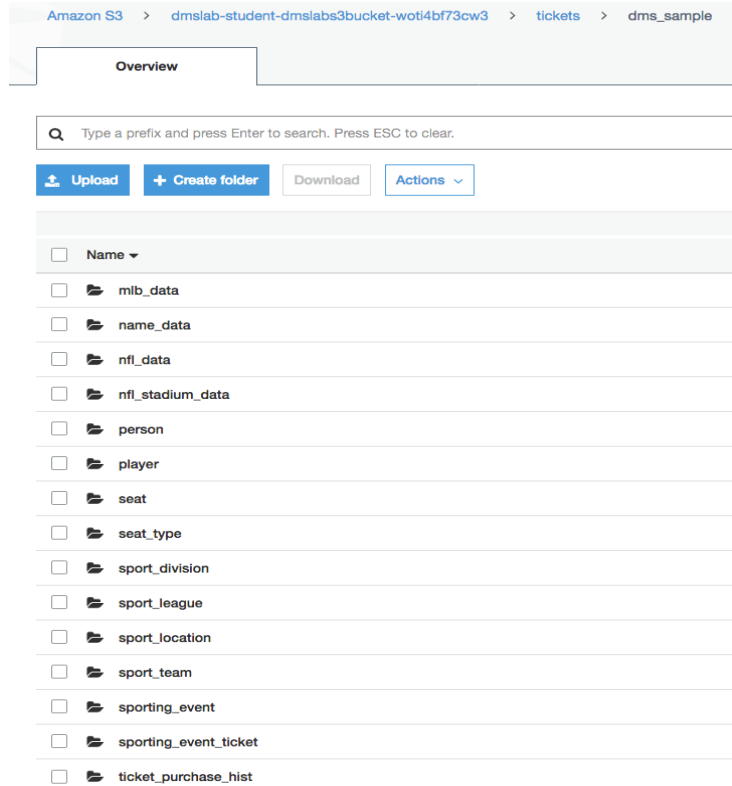 Amazon S3 > dmslab-student-dmslabs3bucket-woti4bf73cw3 > tickets > dms_sample
Overview
Type a prefix and press Enter to search. Press ESC to clear.
Upload + Create folder Download Actions
Name
mlb_data
name_data
nfl_data
nfl_stadium_data
person
player
seat
seat_type
sport_division
sport_league
sport_location
sport_team
sporting_event
sporting_event_ticket
ticket_purchase_hist